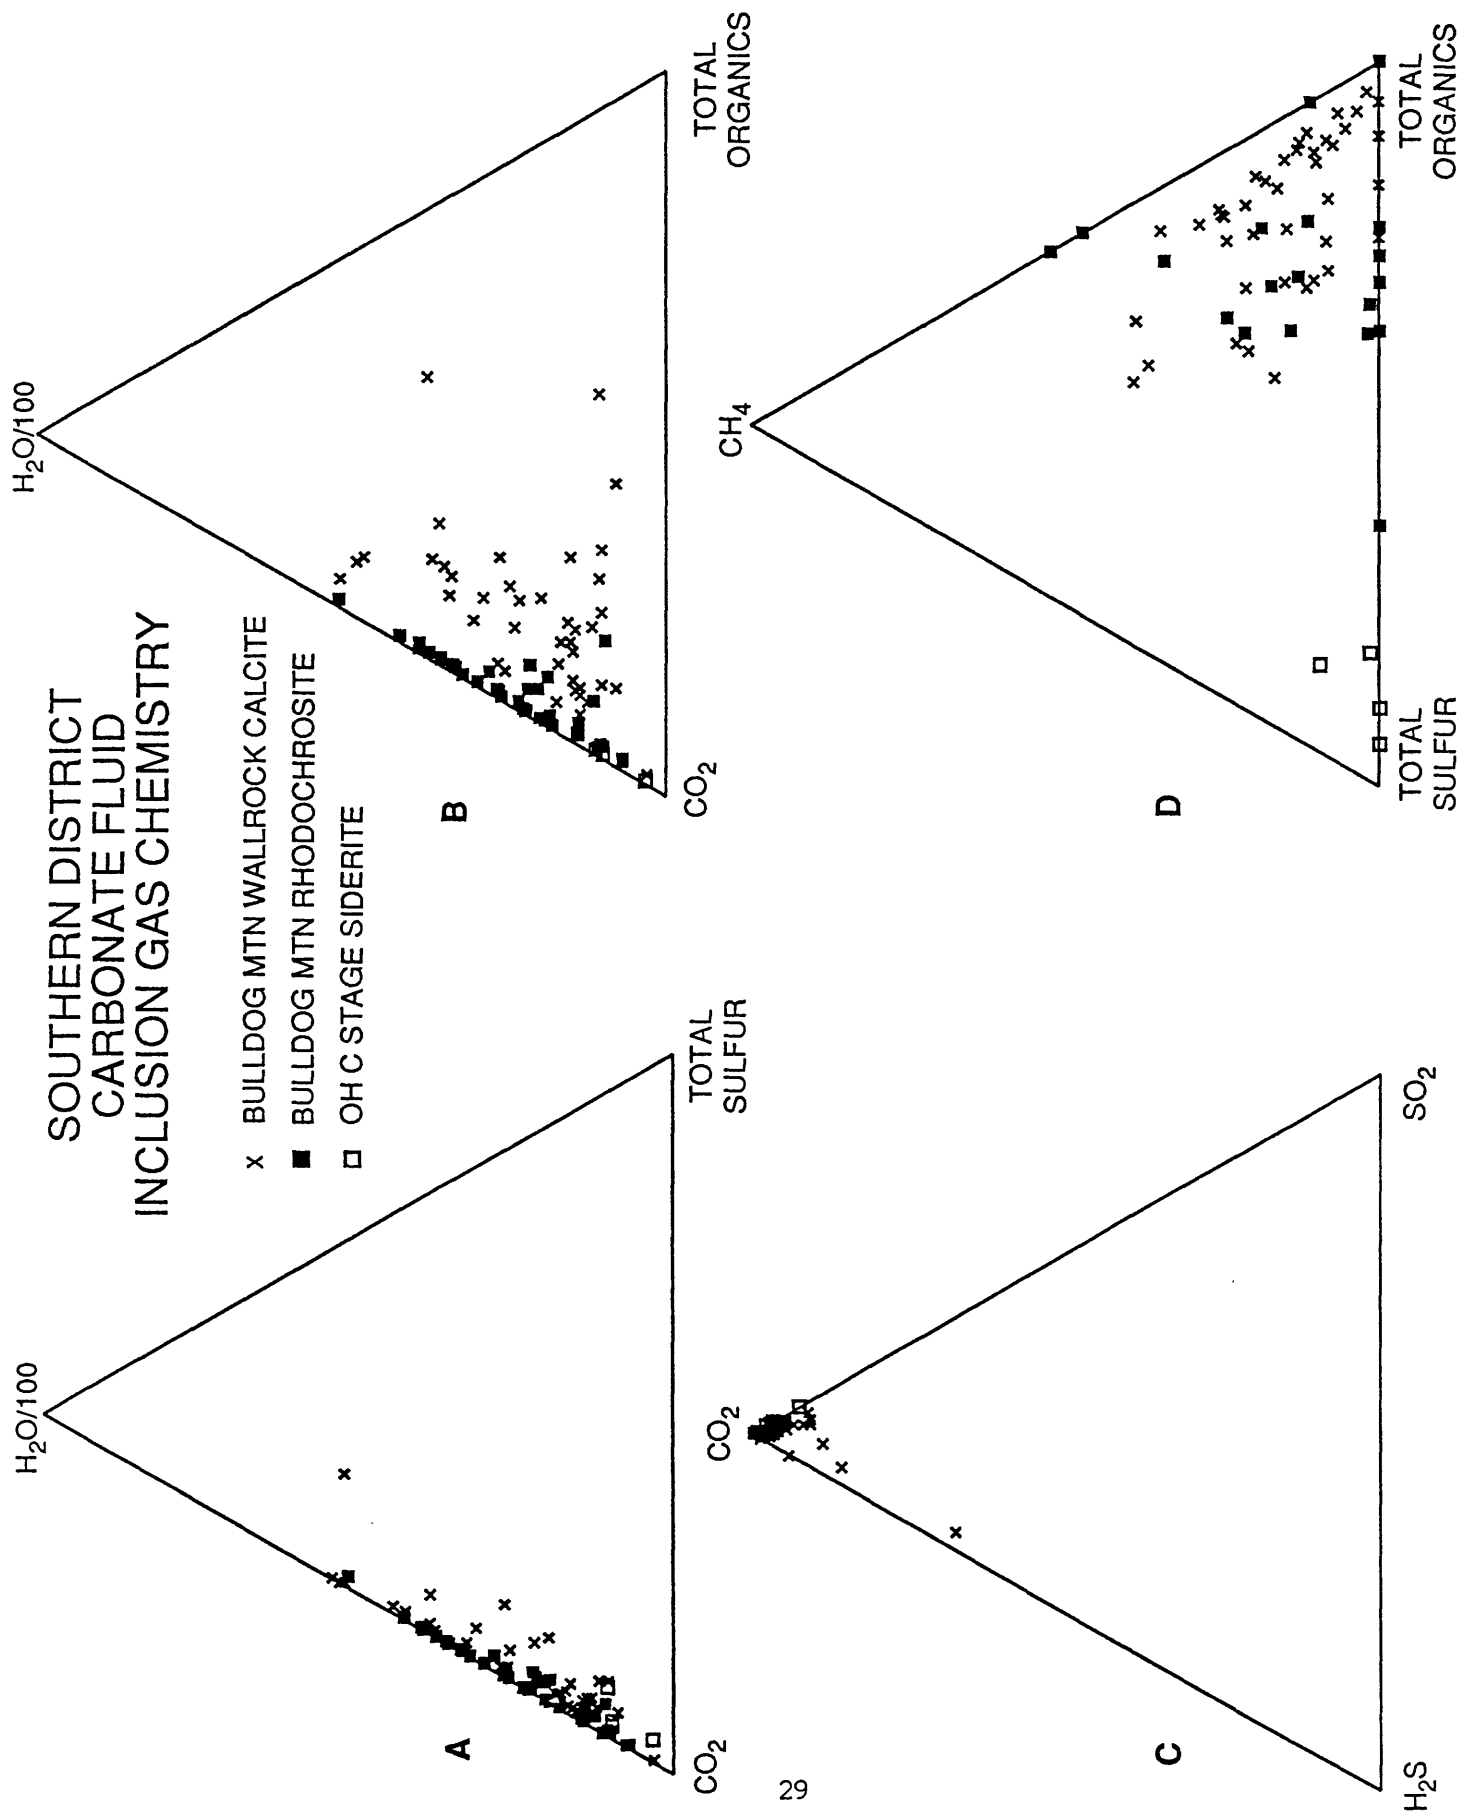 SOUTHERN DISTRICT
CARBONATE FLUID
INCLUSION GAS CHEMISTRY
x BULLDOG MTN WALLROCK CALCITE
■ BULLDOG MTN RHODOCHROSITE
□ OH C STAGE SIDERITE
A
H₂O/100
CO₂
TOTAL
SULFUR
B
H₂O/100
CO₂
TOTAL
ORGANICS
C
CO₂
H₂S
SO₂
D
CH₄
TOTAL
SULFUR
TOTAL
ORGANICS
29